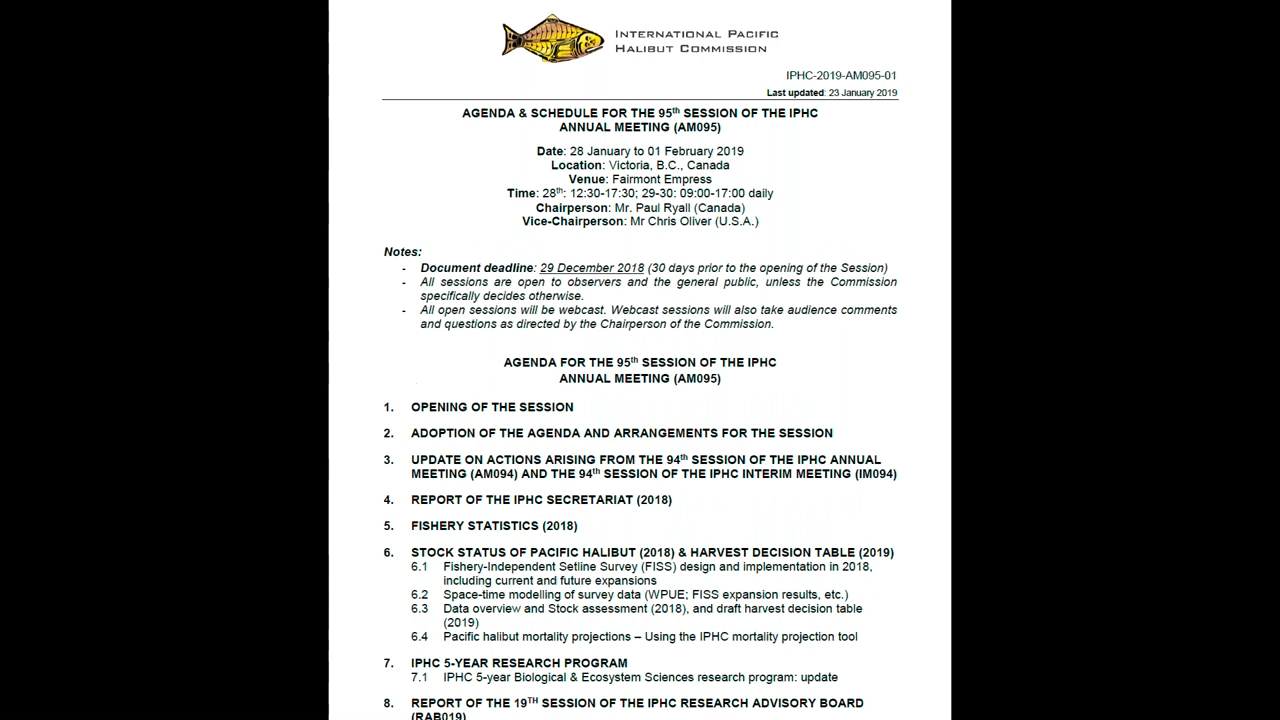 INTERNATIONAL PACIFIC
HALIBUT COMMISSION
IPHC-2019-AM095-01
Last updated: 23 January 2019
AGENDA & SCHEDULE FOR THE 95th SESSION OF THE IPHC
ANNUAL MEETING (AM095)
Date: 28 January to 01 February 2019
Location: Victoria, B.C., Canada
Venue: Fairmont Empress
Time: 28th: 12:30-17:30; 29-30: 09:00-17:00 daily
Chairperson: Mr. Paul Ryall (Canada)
Vice-Chairperson: Mr Chris Oliver (U.S.A.)
Notes:
- Document deadline: 29 December 2018 (30 days prior to the opening of the Session)
- All sessions are open to observers and the general public, unless the Commission
specifically decides otherwise.
- All open sessions will be webcast. Webcast sessions will also take audience comments
and questions as directed by the Chairperson of the Commission.
AGENDA FOR THE 95th SESSION OF THE IPHC
ANNUAL MEETING (AM095)
1. OPENING OF THE SESSION
2. ADOPTION OF THE AGENDA AND ARRANGEMENTS FOR THE SESSION
3. UPDATE ON ACTIONS ARISING FROM THE 94th SESSION OF THE IPHC ANNUAL
MEETING (AM094) AND THE 94th SESSION OF THE IPHC INTERIM MEETING (IM094)
4. REPORT OF THE IPHC SECRETARIAT (2018)
5. FISHERY STATISTICS (2018)
6. STOCK STATUS OF PACIFIC HALIBUT (2018) & HARVEST DECISION TABLE (2019)
6.1 Fishery-Independent Setline Survey (FISS) design and implementation in 2018,
including current and future expansions
6.2 Space-time modelling of survey data (WPUE; FISS expansion results, etc.)
6.3 Data overview and Stock assessment (2018), and draft harvest decision table
(2019)
6.4 Pacific halibut mortality projections – Using the IPHC mortality projection tool
7. IPHC 5-YEAR RESEARCH PROGRAM
7.1 IPHC 5-year Biological & Ecosystem Sciences research program: update
8. REPORT OF THE 19TH SESSION OF THE IPHC RESEARCH ADVISORY BOARD
(RAB019)